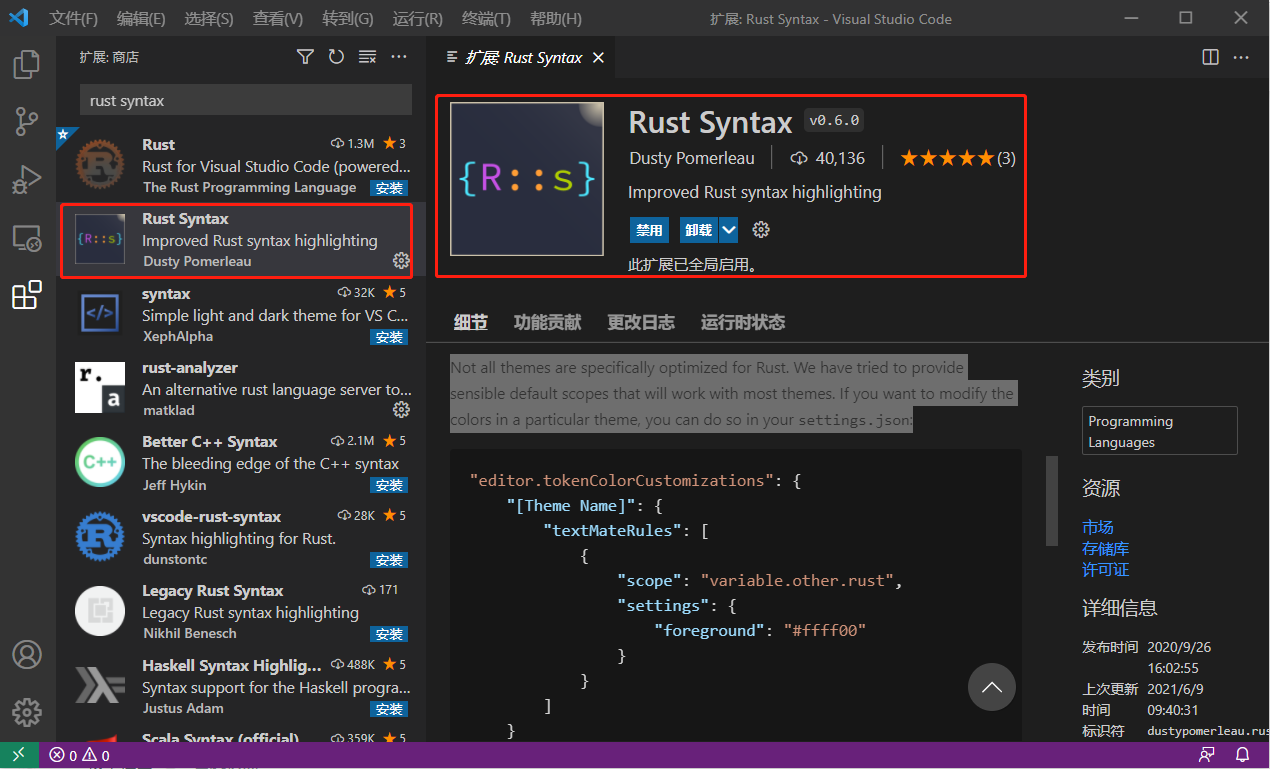 文件(F) 编辑(E) 选择(S) 查看(V) 转到(G) 运行(R) 终端(T) 帮助(H) 扩展: Rust Syntax - Visual Studio Code
扩展: 商店
rust syntax
Rust 1.3M 3
Rust for Visual Studio Code (powered...
The Rust Programming Language 安装
Rust Syntax
Improved Rust syntax highlighting
Dusty Pomerleau
syntax 32K 5
Simple light and dark theme for VS C...
XephAlpha 安装
r.
a
rust-analyzer
An alternative rust language server to...
matklad
C++
Better C++ Syntax 2.1M 5
The bleeding edge of the C++ syntax
Jeff Hykin 安装
vscode-rust-syntax 28K 5
Syntax highlighting for Rust.
dunstontc 安装
Legacy Rust Syntax 171
Legacy Rust syntax highlighting
Nikhil Benesch 安装
Haskell Syntax Highlig... 488K 5
Syntax support for the Haskell progra...
Justus Adam 安装
Scala Syntax (official) 359K 5
扩展 Rust Syntax
{R::s}
Rust Syntax v0.6.0
Dusty Pomerleau 40,136 (3)
Improved Rust syntax highlighting
禁用 卸载
此扩展已全局启用。
细节 功能贡献 更改日志 运行时状态
Not all themes are specifically optimized for Rust. We have tried to provide
sensible default scopes that will work with most themes. If you want to modify the
colors in a particular theme, you can do so in your settings.json:
"editor.tokenColorCustomizations": {
"[Theme Name]": {
"textMateRules": [
{
"scope": "variable.other.rust",
"settings": {
"foreground": "#ffff00"
}
}
]
}
类别
Programming
Languages
资源
市场
存储库
许可证
详细信息
发布时间 2020/9/26
16:02:55
上次更新 2021/6/9
时间 09:40:31
标识符 dustypomerleau.rus
0 0